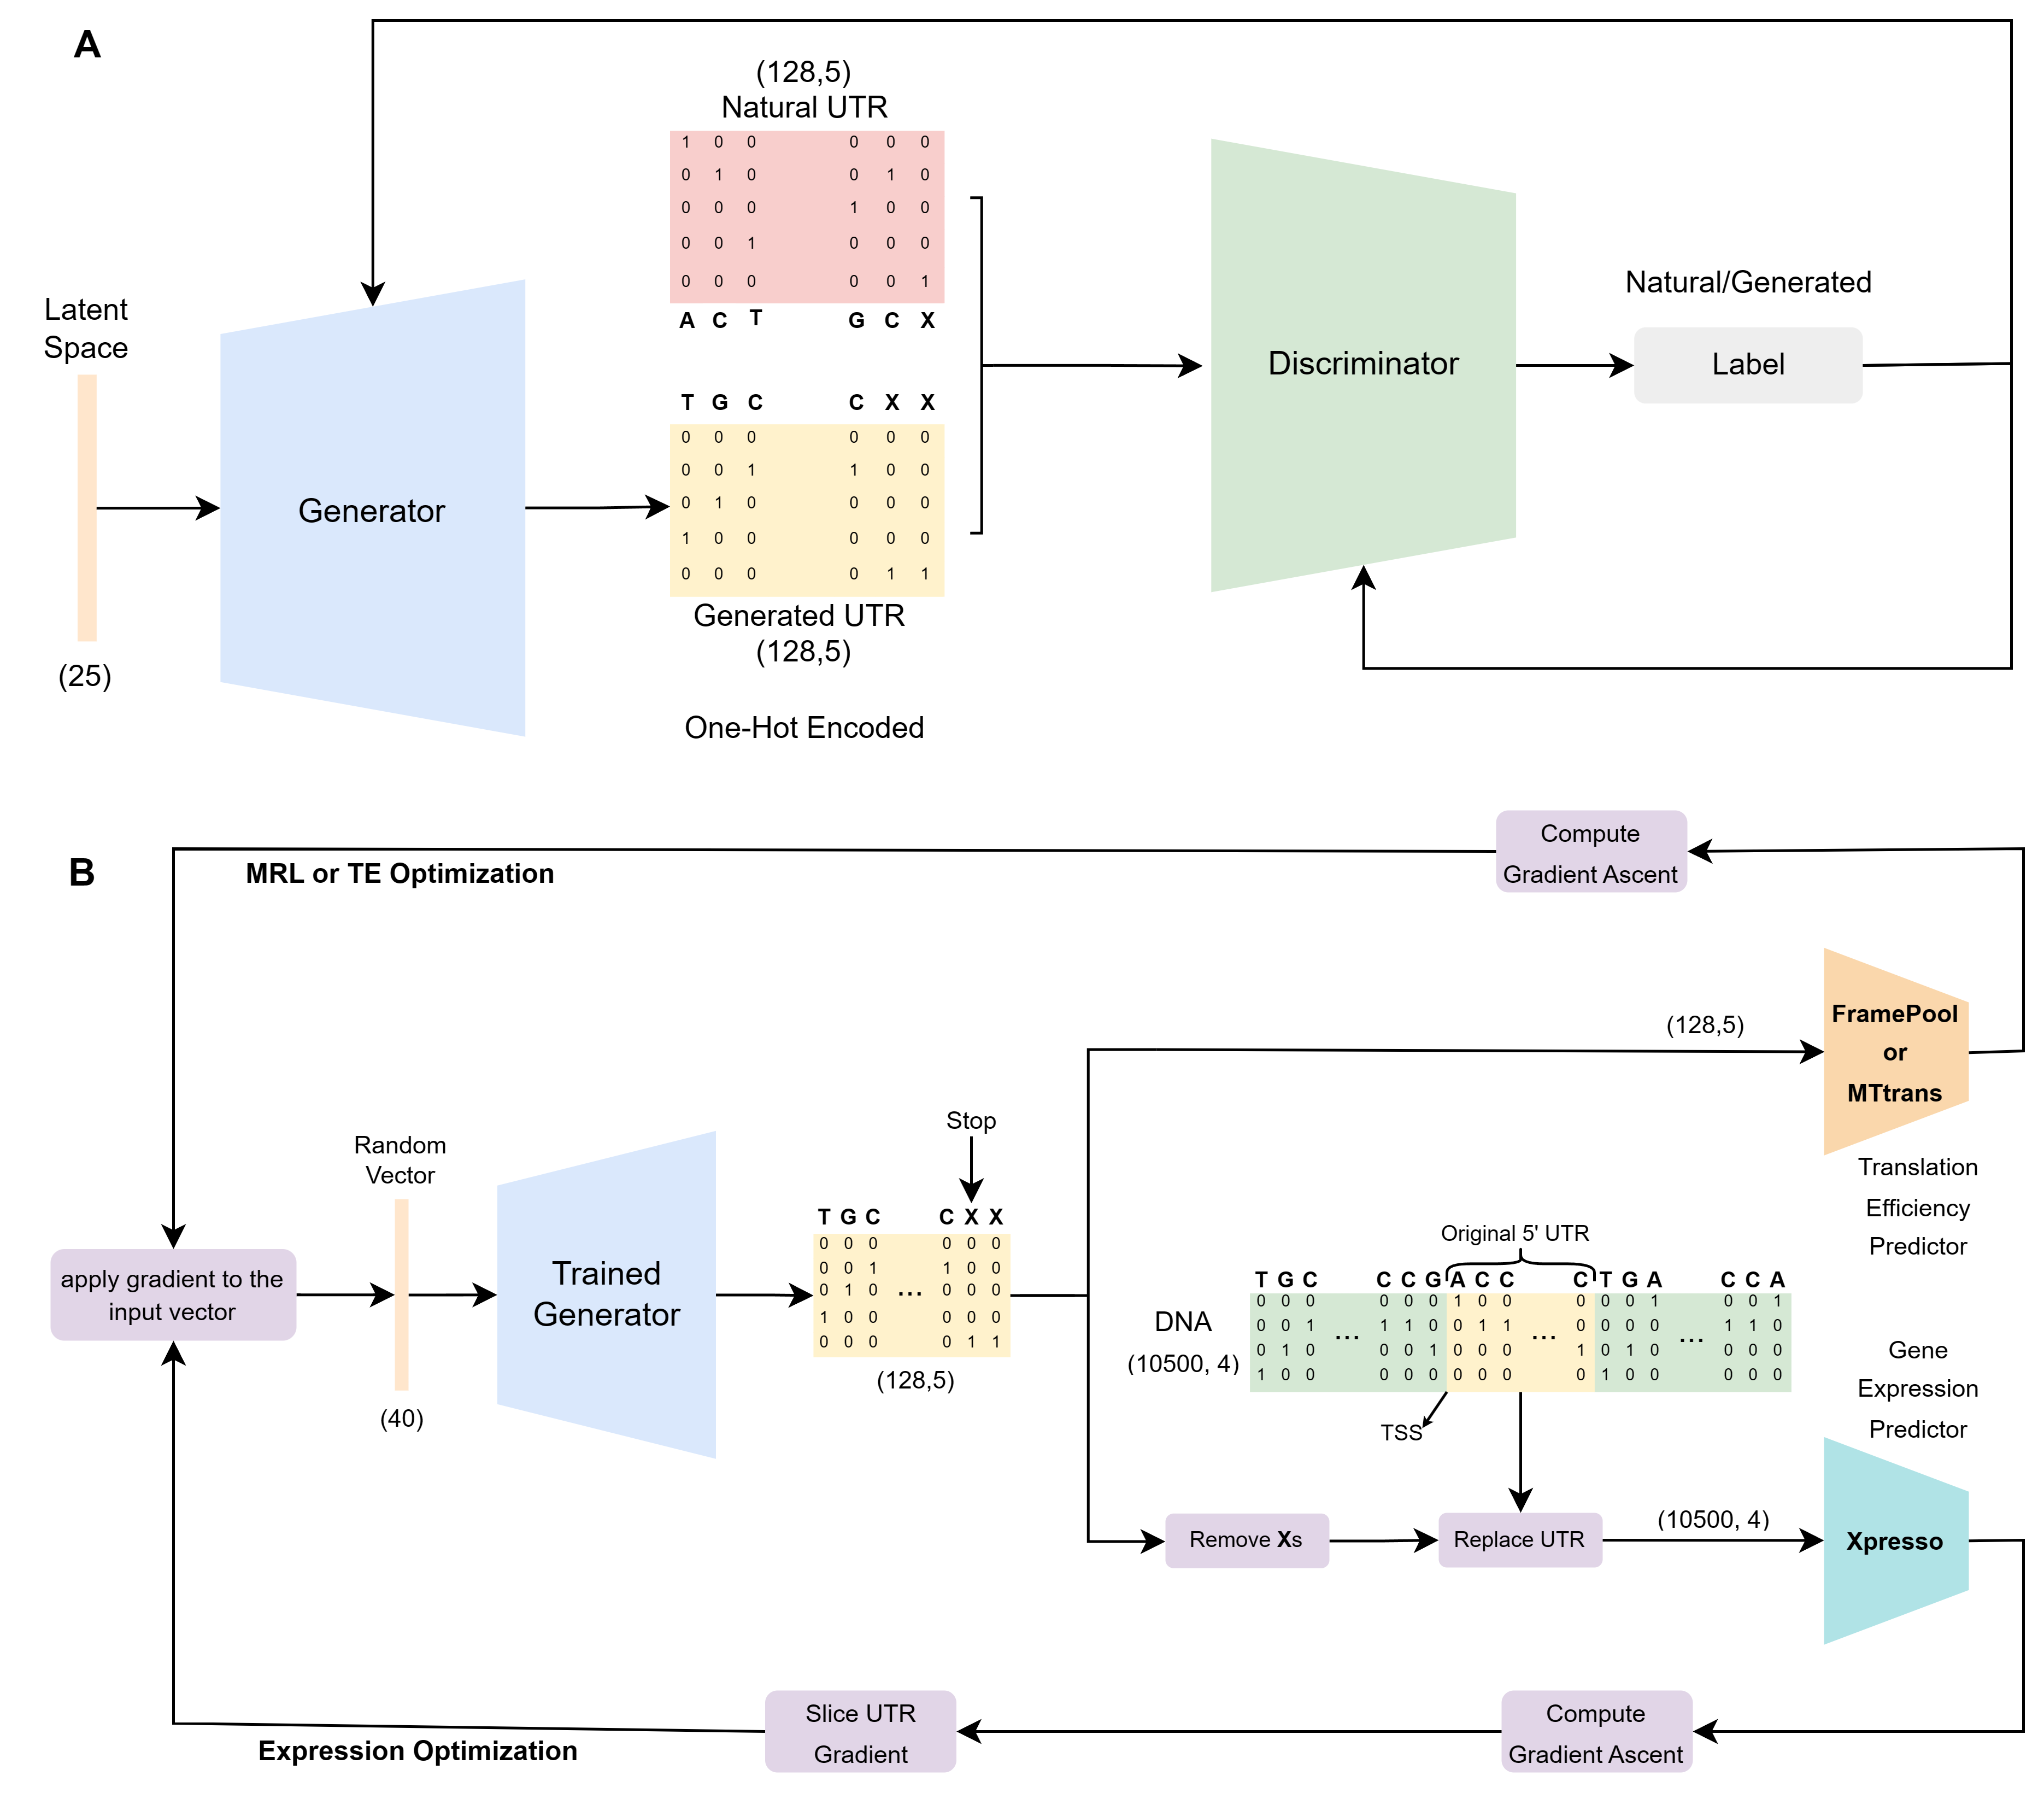 A
(128,5)
Natural UTR
1 0 0 0 0 0
0 1 0 0 1 0
0 0 0 1 0 0
0 0 1 0 0 0
0 0 0 0 0 1
A C T G C X
Latent
Space
(25)
Generator
T G C C X X
0 0 0 0 0 0
0 0 1 1 0 0
0 1 0 0 0 0
1 0 0 0 0 0
0 0 0 0 1 1
Generated UTR
(128,5)
One-Hot Encoded
Discriminator
Natural/Generated
Label
B
MRL or TE Optimization
Compute
Gradient Ascent
apply gradient to the
input vector
Random
Vector
(40)
Trained
Generator
Stop
T G C C X X
0 0 0 0 0 0
0 0 1 1 0 0
0 1 0 ... 0 0 0
1 0 0 0 0 0
0 0 0 0 1 1
(128,5)
(128,5)
FramePool
or
MTtrans
Translation
Efficiency
Predictor
Original 5' UTR
DNA
(10500, 4)
T G C C C G A C C C T G A C C A
0 0 0 0 0 0 1 0 0 0 0 0 1 0 0 1
0 0 1 ... 1 1 0 0 1 1 ... 0 0 0 0 ... 1 1 0
0 1 0 0 0 1 0 0 0 1 0 1 0 0 0 0
1 0 0 0 0 0 0 0 0 0 1 0 0 0 0 0
TSS
Gene
Expression
Predictor
Remove Xs
Replace UTR
(10500, 4)
Xpresso
Slice UTR
Gradient
Compute
Gradient Ascent
Expression Optimization